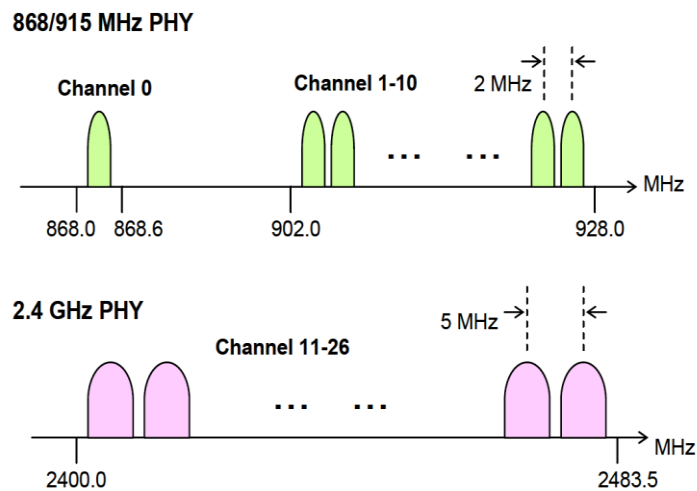 868/915 MHz PHY
Channel 0
Channel 1-10
2 MHz
... ...
MHz
868.0 868.6 902.0 928.0
2.4 GHz PHY
5 MHz
Channel 11-26
... ...
MHz
2400.0 2483.5